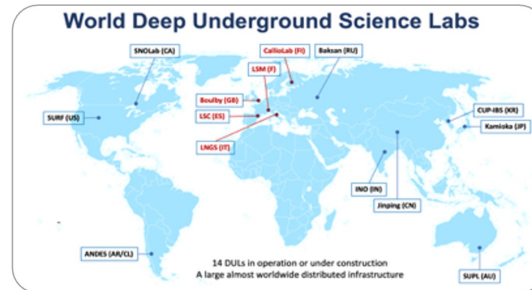 World Deep Underground Science Labs
SNOLab (CA)
CallioLab (FI)
Baksan (RU)
LSM (F)
Boulby (GB)
SURF (US)
LSC (ES)
CUP-IBS (KR)
Kamioka (JP)
LNGS (IT)
INO (IN)
Jinping (CN)
ANDES (AR/CL)
14 DULs in operation or under construction
A large almost worldwide distributed infrastructure
SUPL (AU)